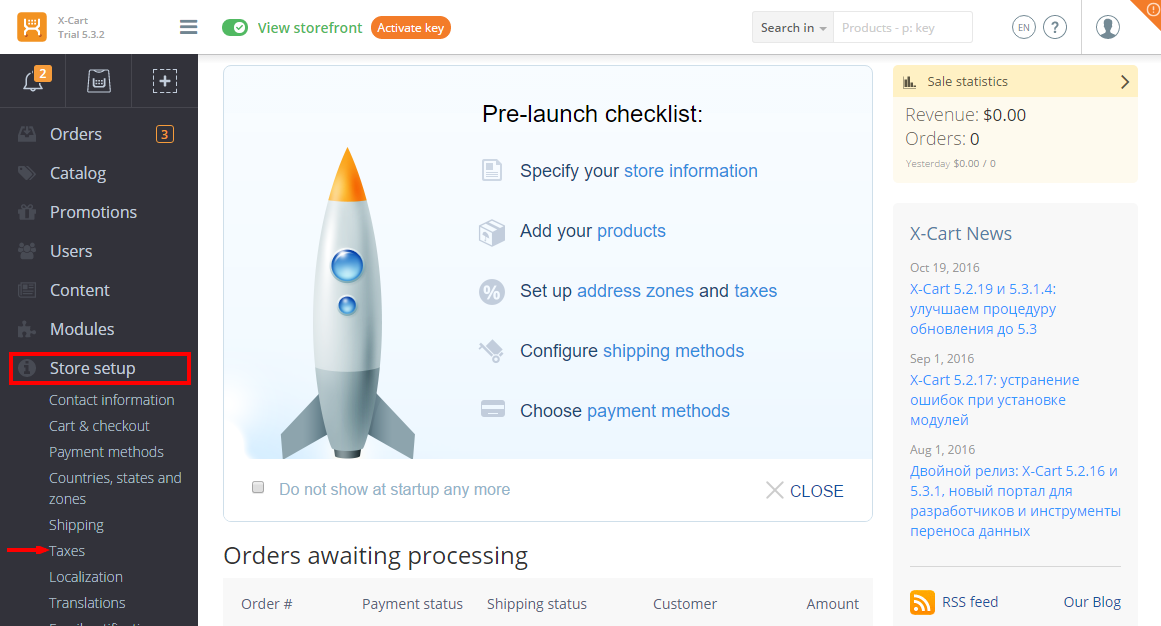 X-Cart
Trial 5.3.2
View storefront
Activate key
Search in
Products - p: key
EN
?
2
Orders
3
Catalog
Promotions
Users
Content
Modules
Store setup
Contact information
Cart & checkout
Payment methods
Countries, states and
zones
Shipping
Taxes
Localization
Translations
Pre-launch checklist:
Specify your store information
Add your products
%
Set up address zones and taxes
Configure shipping methods
Choose payment methods
Do not show at startup any more
CLOSE
Orders awaiting processing
Order #
Payment status
Shipping status
Customer
Amount
Sale statistics
Revenue: $0.00
Orders: 0
Yesterday $0.00 / 0
X-Cart News
Oct 19, 2016
X-Cart 5.2.19 и 5.3.1.4:
улучшаем процедуру
обновления до 5.3
Sep 1, 2016
X-Cart 5.2.17: устранение
ошибок при установке
модулей
Aug 1, 2016
Двойной релиз: X-Cart 5.2.16 и
5.3.1, новый портал для
разработчиков и инструменты
переноса данных
RSS feed
Our Blog